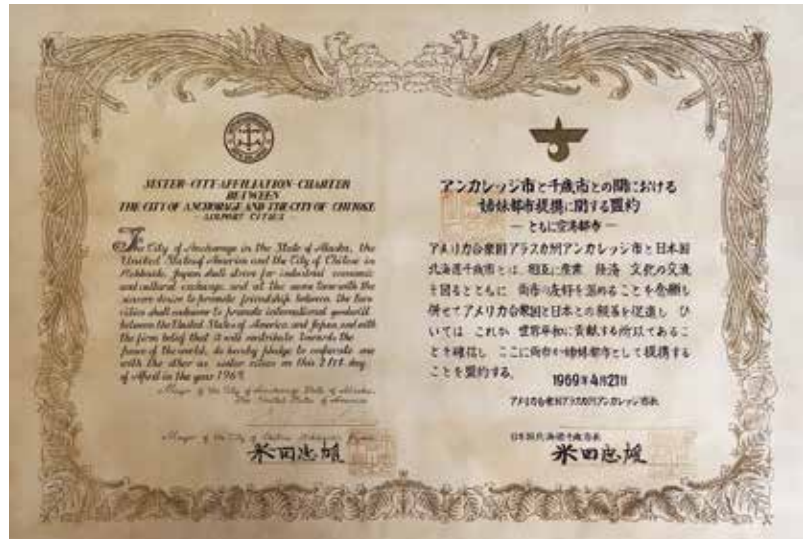 SISTER-CITY-AFFILIATION-CHARTER
BETWEEN
THE CITY OF ANCHORAGE AND THE CITY OF CHITOSE
- AIRPORT CITIES -
The City of Anchorage in the State of Alaska, the
United States of America and the City of Chitose in
Hokkaido, Japan shall strive for industrial economic
and cultural exchange, and at the same time with the
sincere desire to promote friendship between the two
cities shall endeavor to promote international goodwill
between the United States of America and Japan, and with
the firm belief that it will contribute towards the
peace of the world, do hereby pledge to
one
with the other as sister cities on this 21st day
of April in the year 1969.
Mayor of the City of Anchorage State of Alaska
The United States of America
Mayor of the City of Chitose Hokkaido Japan
米田忠雄
アンカレッジ市と千歳市との間における
姉妹都市提携に関する盟約
― ともに空港都市 ―
アメリカ合衆国アラスカ州アンカレッジ市と日本国
北海道千歳市とは、相互に産業 経済 文化の交流
を図るとともに 両市の友好を深めることを念願し
併せてアメリカ合衆国と日本との親善を促進し ひ
いては これが 世界平和に貢献する所以であるこ
とを確信し ここに両市が姉妹都市として提携する
ことを盟約する。
1969年4月21日
アメリカ合衆国アラスカ州アンカレッジ市長
日本国北海道千歳市長
米田忠雄